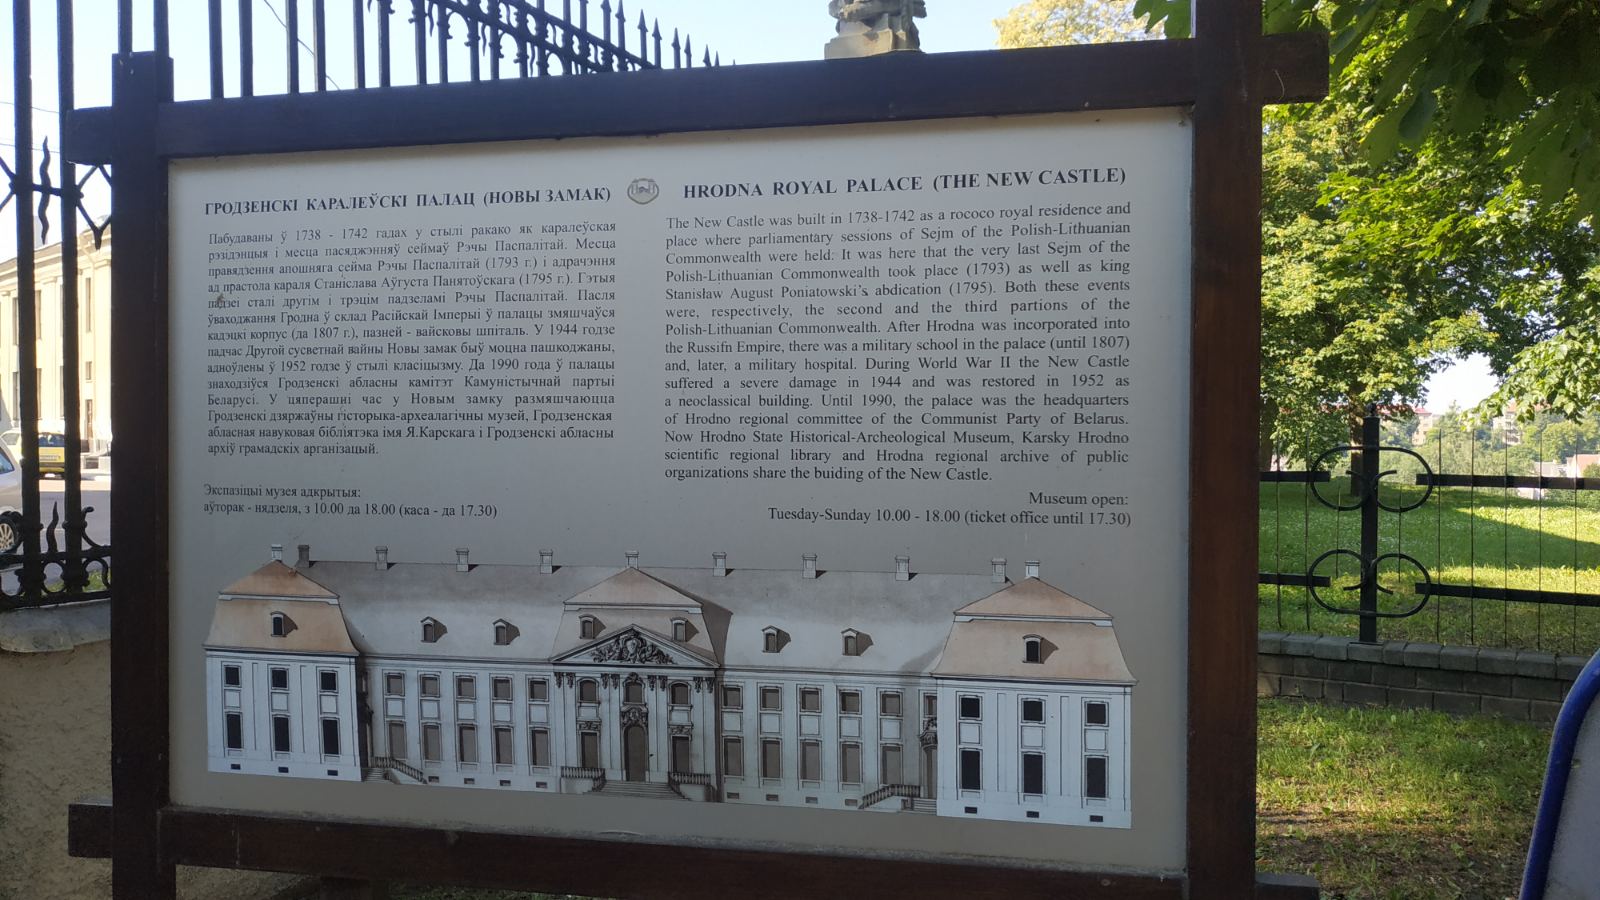 ГРОДЗЕНСКІ КАРАЛЕЎСКІ ПАЛАЦ (НОВЫ ЗАМАК)
Пабудаваны ў 1738 - 1742 гадах у стылі ракако як каралеўская
рэзідэнцыя і месца пасяджэнняў сеймаў Рэчы Паспалітай. Месца
правядзення апошняга сейма Рэчы Паспалітай (1793 г.) і адрачэння
ад прастола караля Станіслава Аўгуста Панятоўскага (1795 г.). Гэтыя
падзеі сталі другім і трэцім падзеламі Рэчы Паспалітай. Пасля
ўваходжання Гродна ў склад Расійскай Імперыі ў палацы змяшчаўся
кадэцкі корпус (да 1807 г.), пазней - вайсковы шпіталь. У 1944 годзе
падчас Другой сусветнай вайны Новы замак быў моцна пашкоджаны,
адноўлены ў 1952 годзе ў стылі класіцызму. Да 1990 года ў палацы
знаходзіўся Гродзенскі абласны камітэт Камуністычнай партыі
Беларусі. У цяперашні час у Новым замку размяшчаюцца
Гродзенскі дзяржаўны гісторыка-археалагічны музей, Гродзенская
абласная навуковая бібліятэка імя Я.Карскага і Гродзенскі абласны
архіў грамадскіх арганізацый.
Экспазіцыі музея адкрытыя:
аўторак - нядзеля, з 10.00 да 18.00 (каса - да 17.30)
HRODNA ROYAL PALACE (THE NEW CASTLE)
The New Castle was built in 1738-1742 as a rococo royal residence and
place where parliamentary sessions of Sejm of the Polish-Lithuanian
Commonwealth were held. It was here that the very last Sejm of the
Polish-Lithuanian Commonwealth took place (1793) as well as king
Stanisław August Poniatowski's abdication (1795). Both these events
were, respectively, the second and the third partions of the
Polish-Lithuanian Commonwealth. After Hrodna was incorporated into
the Russifn Empire, there was a military school in the palace (until 1807)
and, later, a military hospital. During World War II the New Castle
suffered a severe damage in 1944 and was restored in 1952 as
a neoclassical building. Until 1990, the palace was the headquarters
of Hrodno regional committee of the Communist Party of Belarus.
Now Hrodno State Historical-Archeological Museum, Karsky Hrodno
scientific regional library and Hrodna regional archive of public
organizations share the buiding of the New Castle.
Museum open:
Tuesday-Sunday 10.00 - 18.00 (ticket office until 17.30)